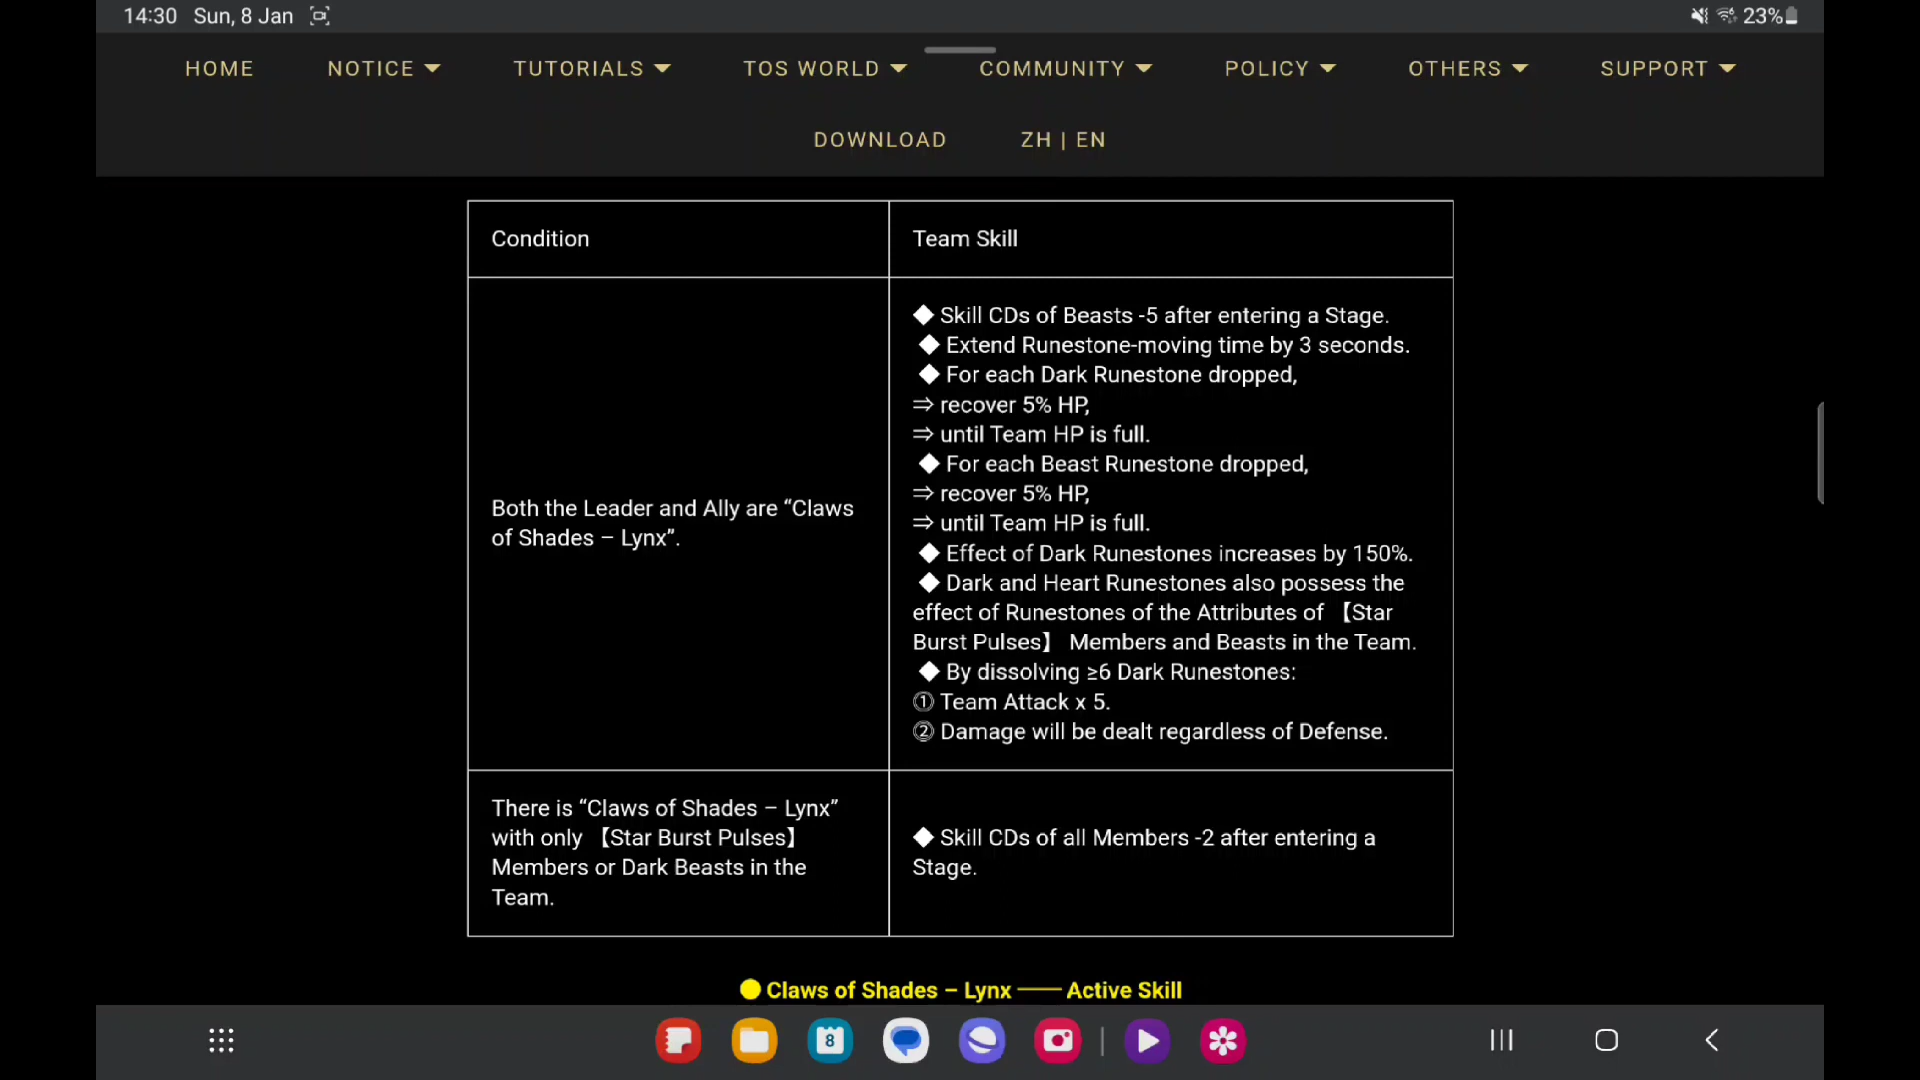 14:30 Sun, 8 Jan 23%
HOME NOTICE TUTORIALS TOS WORLD COMMUNITY POLICY OTHERS SUPPORT
DOWNLOAD ZH | EN
Condition
Team Skill
Both the Leader and Ally are “Claws
of Shades – Lynx”.
◆ Skill CDs of Beasts -5 after entering a Stage.
◆ Extend Runestone-moving time by 3 seconds.
◆ For each Dark Runestone dropped,
⇒ recover 5% HP,
⇒ until Team HP is full.
◆ For each Beast Runestone dropped,
⇒ recover 5% HP,
⇒ until Team HP is full.
◆ Effect of Dark Runestones increases by 150%.
◆ Dark and Heart Runestones also possess the
effect of Runestones of the Attributes of 【Star
Burst Pulses】 Members and Beasts in the Team.
◆ By dissolving ≥6 Dark Runestones:
① Team Attack x 5.
② Damage will be dealt regardless of Defense.
There is “Claws of Shades – Lynx”
with only 【Star Burst Pulses】
Members or Dark Beasts in the
Team.
◆ Skill CDs of all Members -2 after entering a
Stage.
● Claws of Shades – Lynx —— Active Skill
8